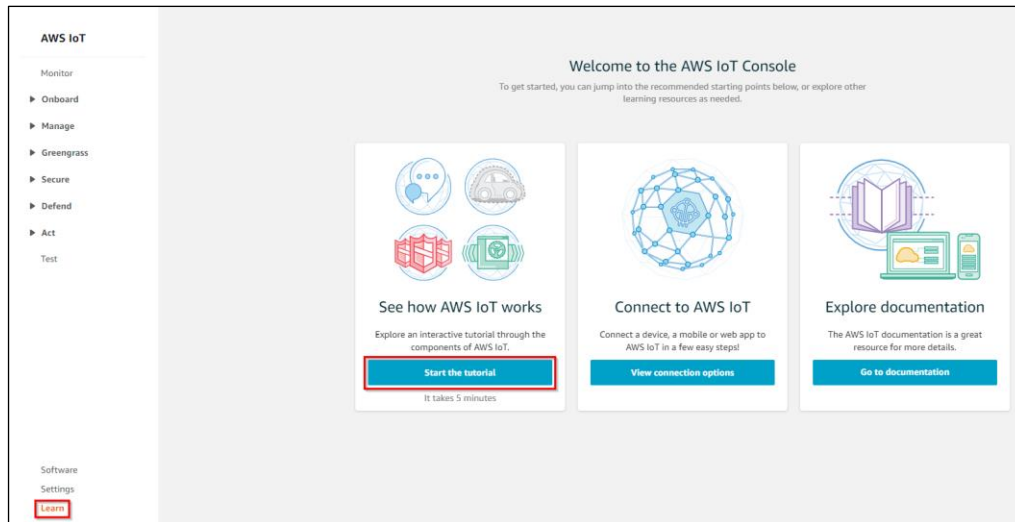 AWS IoT
Monitor
Onboard
Manage
Greengrass
Secure
Defend
Act
Test
Software
Settings
Learn
Welcome to the AWS IoT Console
To get started, you can jump into the recommended starting points below, or explore other
learning resources as needed.
See how AWS IoT works
Explore an interactive tutorial through the
components of AWS IoT.
Start the tutorial
It takes 5 minutes
Connect to AWS IoT
Connect a device, a mobile or web app to
AWS IoT in a few easy steps!
View connection options
Explore documentation
The AWS IoT documentation is a great
resource for more details.
Go to documentation